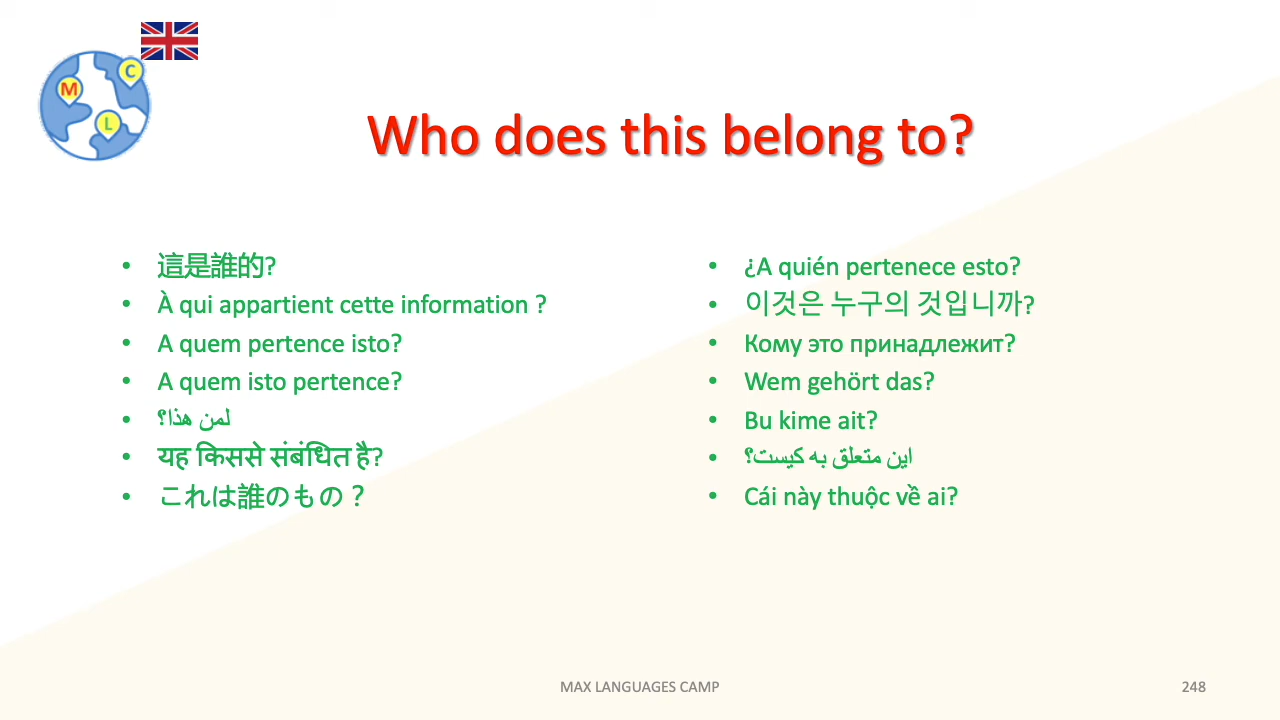 C
M
L
Who does this belong to?
這是誰的?
À qui appartient cette information ?
A quem pertence isto?
A quem isto pertence?
لمن هذا؟
यह किससे संबंधित है?
これは誰のもの？
¿A quién pertenece esto?
이것은 누구의 것입니까?
Кому это принадлежит?
Wem gehört das?
Bu kime ait?
این متعلق به کیست؟
Cái này thuộc về ai?
MAX LANGUAGES CAMP
248